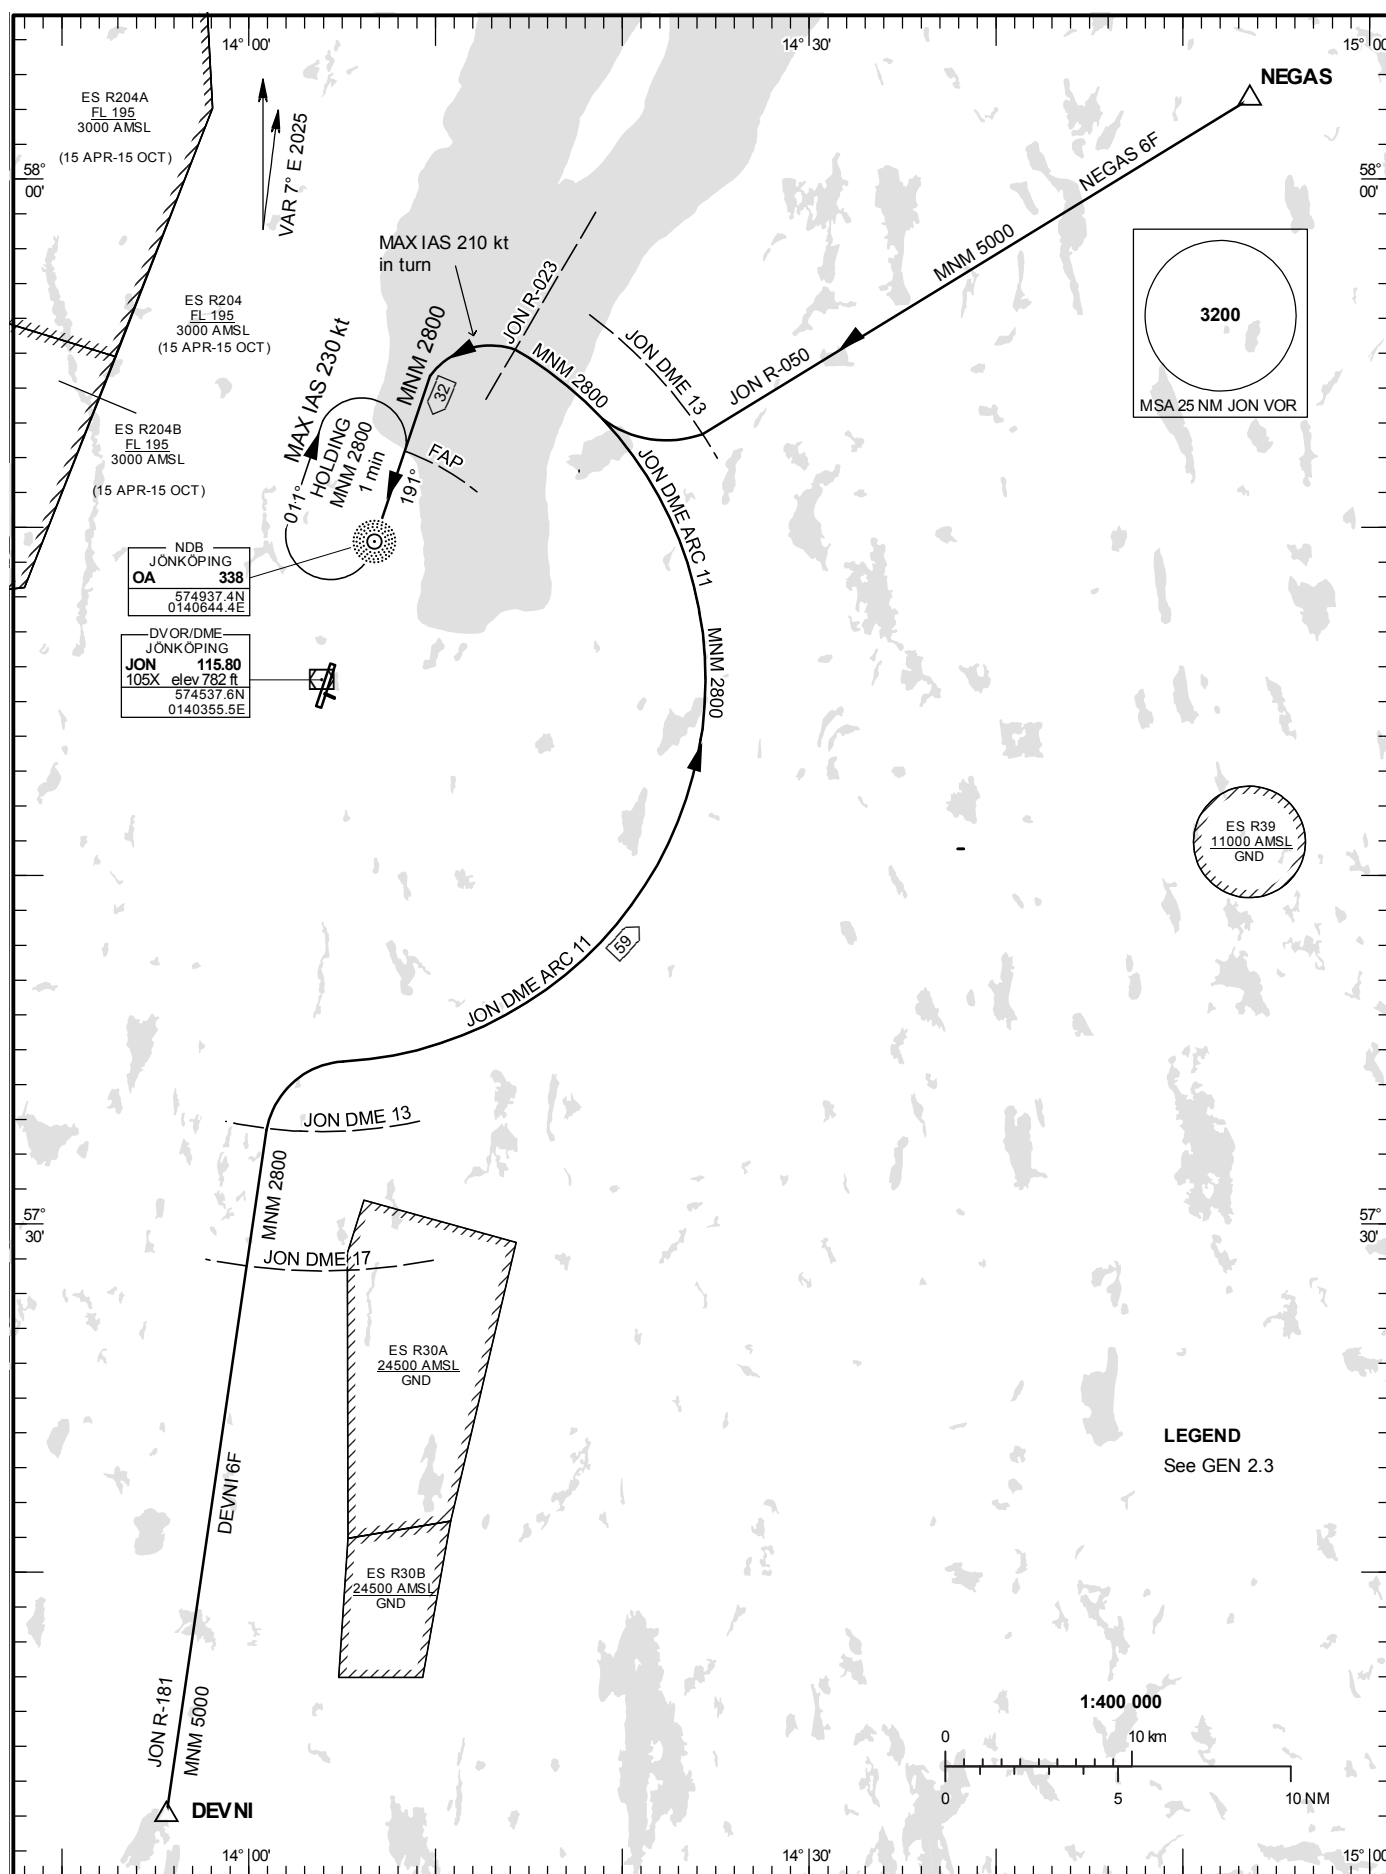 14° 00'
14° 30'
15° 00'
NEGAS
ES R204A
FL 195
3000 AMSL
(15 APR-15 OCT)
VAR 7° E 2025
58°
00'
58°
00'
NEGAS 6F
MNM 5000
JON R-050
3200
MSA 25 NM JON VOR
MAX IAS 210 kt
in turn
JON R-023
ES R204
FL 195
3000 AMSL
(15 APR-15 OCT)
MAX IAS 230 kt
MNM 2800
32
MNM 2800
JON DME 13
ES R204B
FL 195
3000 AMSL
(15 APR-15 OCT)
HOLDING
MNM 2800
1 min
011°
191°
FAP
JON DME ARC 11
MNM 2800
NDB
JÖNKÖPING
OA 338
574937.4N
0140644.4E
DVOR/DME
JÖNKÖPING
JON 115.80
105X elev 782 ft
574537.6N
0140355.5E
ES R39
11000 AMSL
GND
59
JON DME ARC 11
JON DME 13
MNM 2800
57°
30'
57°
30'
JON DME 17
ES R30A
24500 AMSL
GND
LEGEND
See GEN 2.3
DEVNI 6F
ES R30B
24500 AMSL
GND
JON R-181
MNM 5000
1:400 000
0 10 km
0 5 10 NM
DEVNI
14° 00'
14° 30'
15° 00'